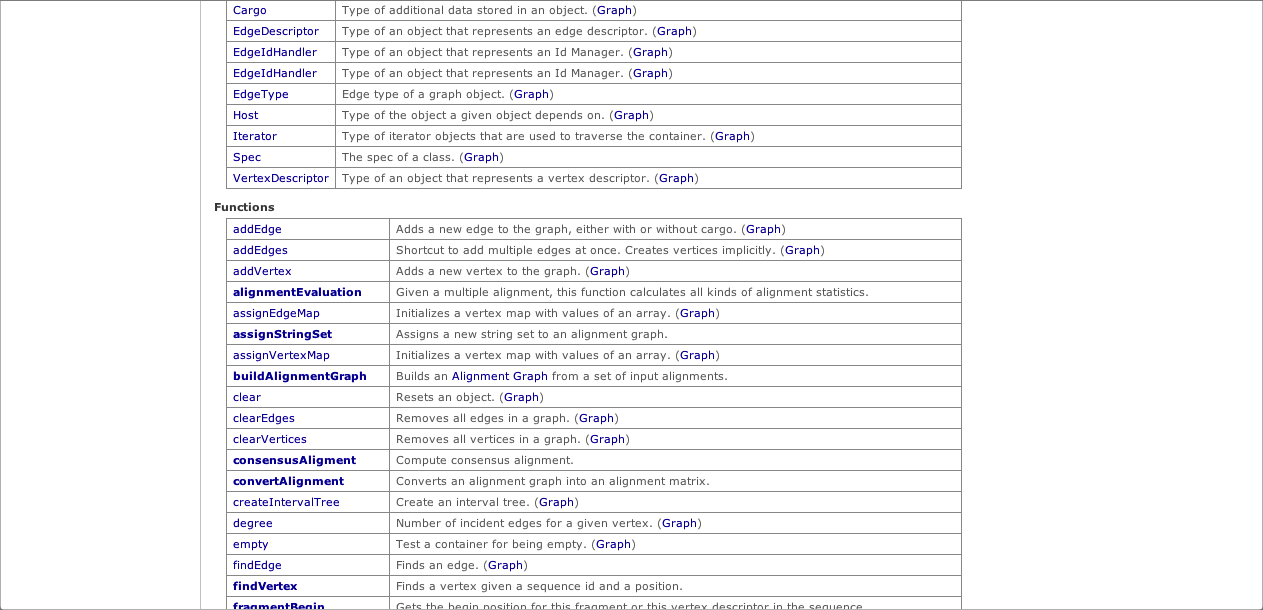 Cargo Type of additional data stored in an object. (Graph)
EdgeDescriptor Type of an object that represents an edge descriptor. (Graph)
EdgeIdHandler Type of an object that represents an Id Manager. (Graph)
EdgeIdHandler Type of an object that represents an Id Manager. (Graph)
EdgeType Edge type of a graph object. (Graph)
Host Type of the object a given object depends on. (Graph)
Iterator Type of iterator objects that are used to traverse the container. (Graph)
Spec The spec of a class. (Graph)
VertexDescriptor Type of an object that represents a vertex descriptor. (Graph)
Functions
addEdge Adds a new edge to the graph, either with or without cargo. (Graph)
addEdges Shortcut to add multiple edges at once. Creates vertices implicitly. (Graph)
addVertex Adds a new vertex to the graph. (Graph)
alignmentEvaluation Given a multiple alignment, this function calculates all kinds of alignment statistics.
assignEdgeMap Initializes a vertex map with values of an array. (Graph)
assignStringSet Assigns a new string set to an alignment graph.
assignVertexMap Initializes a vertex map with values of an array. (Graph)
buildAlignmentGraph Builds an Alignment Graph from a set of input alignments.
clear Resets an object. (Graph)
clearEdges Removes all edges in a graph. (Graph)
clearVertices Removes all vertices in a graph. (Graph)
consensusAligment Compute consensus alignment.
convertAlignment Converts an alignment graph into an alignment matrix.
createIntervalTree Create an interval tree. (Graph)
degree Number of incident edges for a given vertex. (Graph)
empty Test a container for being empty. (Graph)
findEdge Finds an edge. (Graph)
findVertex Finds a vertex given a sequence id and a position.
fragmentBegin Gets the begin position for this fragment or this vertex descriptor in the sequence.